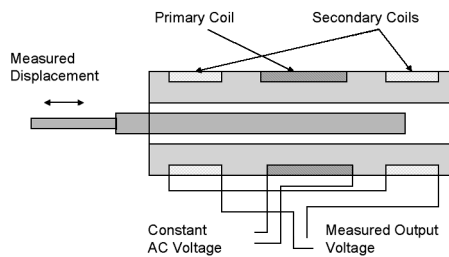 Primary Coil
Secondary Coils
Measured
Displacement
Constant
AC Voltage
Measured Output
Voltage